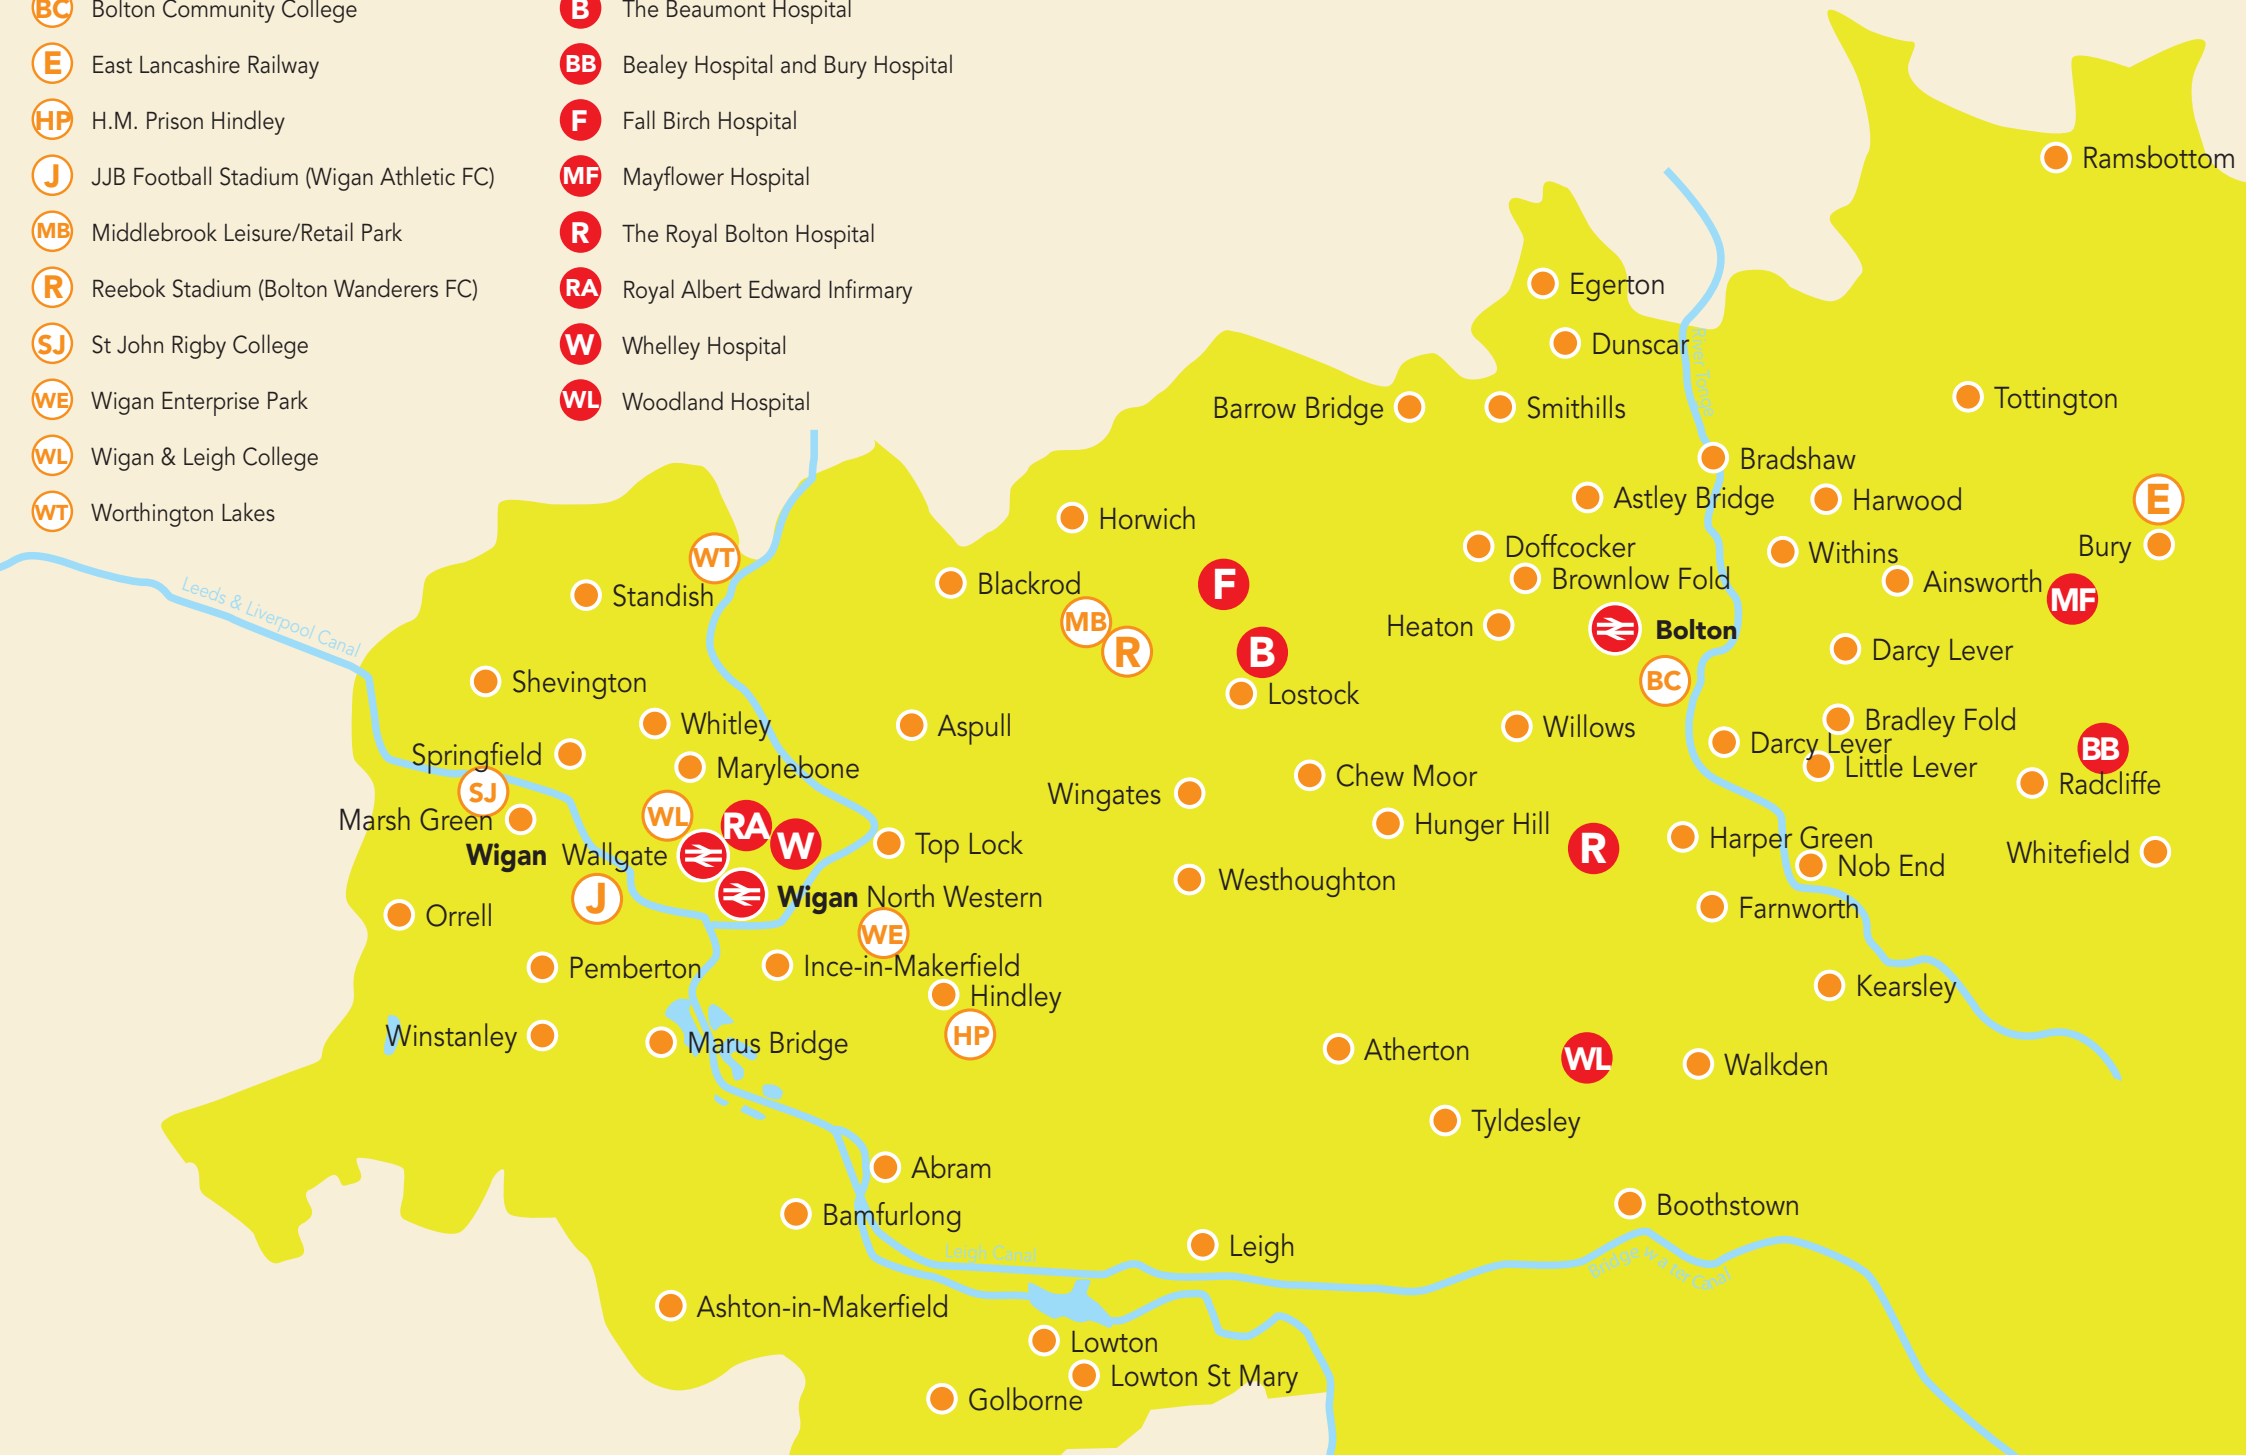 BC Bolton Community College
E East Lancashire Railway
HP H.M. Prison Hindley
J JJB Football Stadium (Wigan Athletic FC)
MB Middlebrook Leisure/Retail Park
R Reebok Stadium (Bolton Wanderers FC)
SJ St John Rigby College
WE Wigan Enterprise Park
WL Wigan & Leigh College
WT Worthington Lakes
B The Beaumont Hospital
BB Bealey Hospital and Bury Hospital
F Fall Birch Hospital
MF Mayflower Hospital
R The Royal Bolton Hospital
RA Royal Albert Edward Infirmary
W Whelley Hospital
WL Woodland Hospital
Ramsbottom
Egerton
Dunscar
River Tonge
Barrow Bridge
Smithills
Tottington
Bradshaw
Astley Bridge
Harwood
E
Horwich
Doffcocker
Withins
Bury
WT
Standish
Blackrod
F
Brownlow Fold
Ainsworth
MF
Leeds & Liverpool Canal
MB
R
Heaton
Bolton
B
Darcy Lever
Shevington
Lostock
BC
Whitley
Aspull
Willows
Bradley Fold
Springfield
Darcy Lever
BB
Marylebone
Little Lever
SJ
Wingates
Chew Moor
Radcliffe
Marsh Green
WL
RA
Hunger Hill
W
Top Lock
R
Harper Green
Wigan Wallgate
Nob End
Whitefield
J
Wigan North Western
Westhoughton
Orrell
WE
Farnworth
Pemberton
Ince-in-Makerfield
Hindley
Kearsley
Winstanley
Marus Bridge
HP
Atherton
WL
Walkden
Tyldesley
Abram
Bamfurlong
Boothstown
Leigh Canal
Leigh
Bridgewater Canal
Ashton-in-Makerfield
Lowton
Lowton St Mary
Golborne